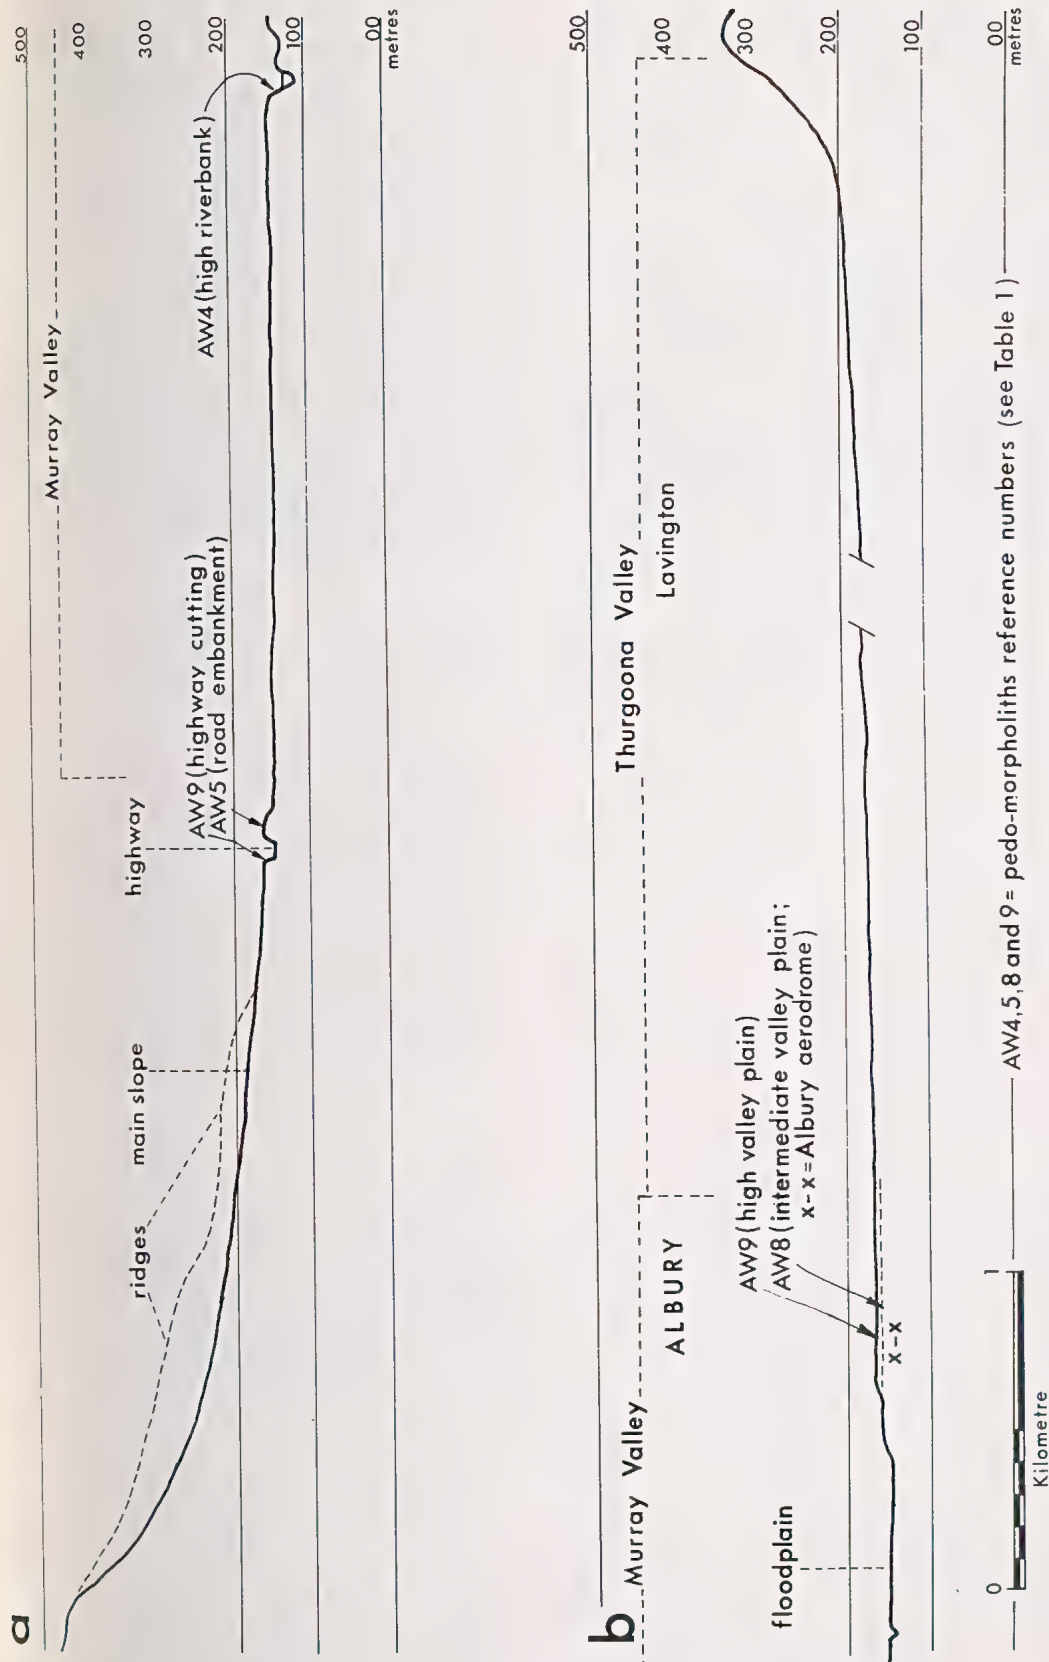 a
500
400
300
200
100
00
metres
Murray Valley
highway
main slope
ridges
AW9 (highway cutting)
AW5 (road embankment)
AW4 (high riverbank)
b
500
400
300
200
100
00
metres
Murray Valley
Thurgoona Valley
ALBURY
Lavington
AW9 (high valley plain)
AW8 (intermediate valley plain;
x-x = Albury aerodrome)
x-x
floodplain
0
1
Kilometre
AW4,5,8 and 9 = pedo-morpholiths reference numbers (see Table 1)